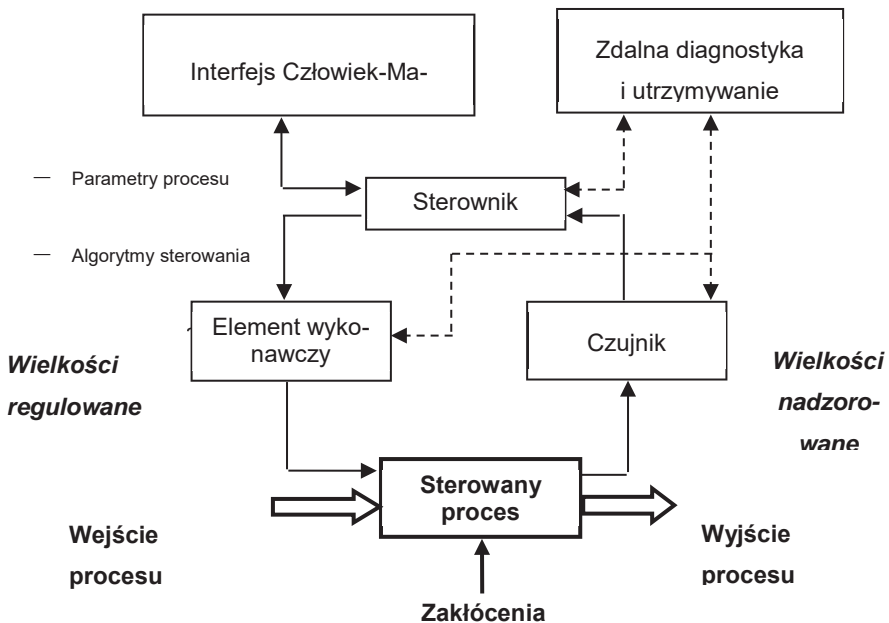 Interfejs Człowiek-Ma-
Zdalna diagnostyka
i utrzymywanie
— Parametry procesu
Sterownik
— Algorytmy sterowania
Element wyko-
nawczy
Czujnik
Wielkości
regulowane
Wielkości
nadzoro-
wane
Sterowany
proces
Wejście
procesu
Wyjście
procesu
Zakłócenia